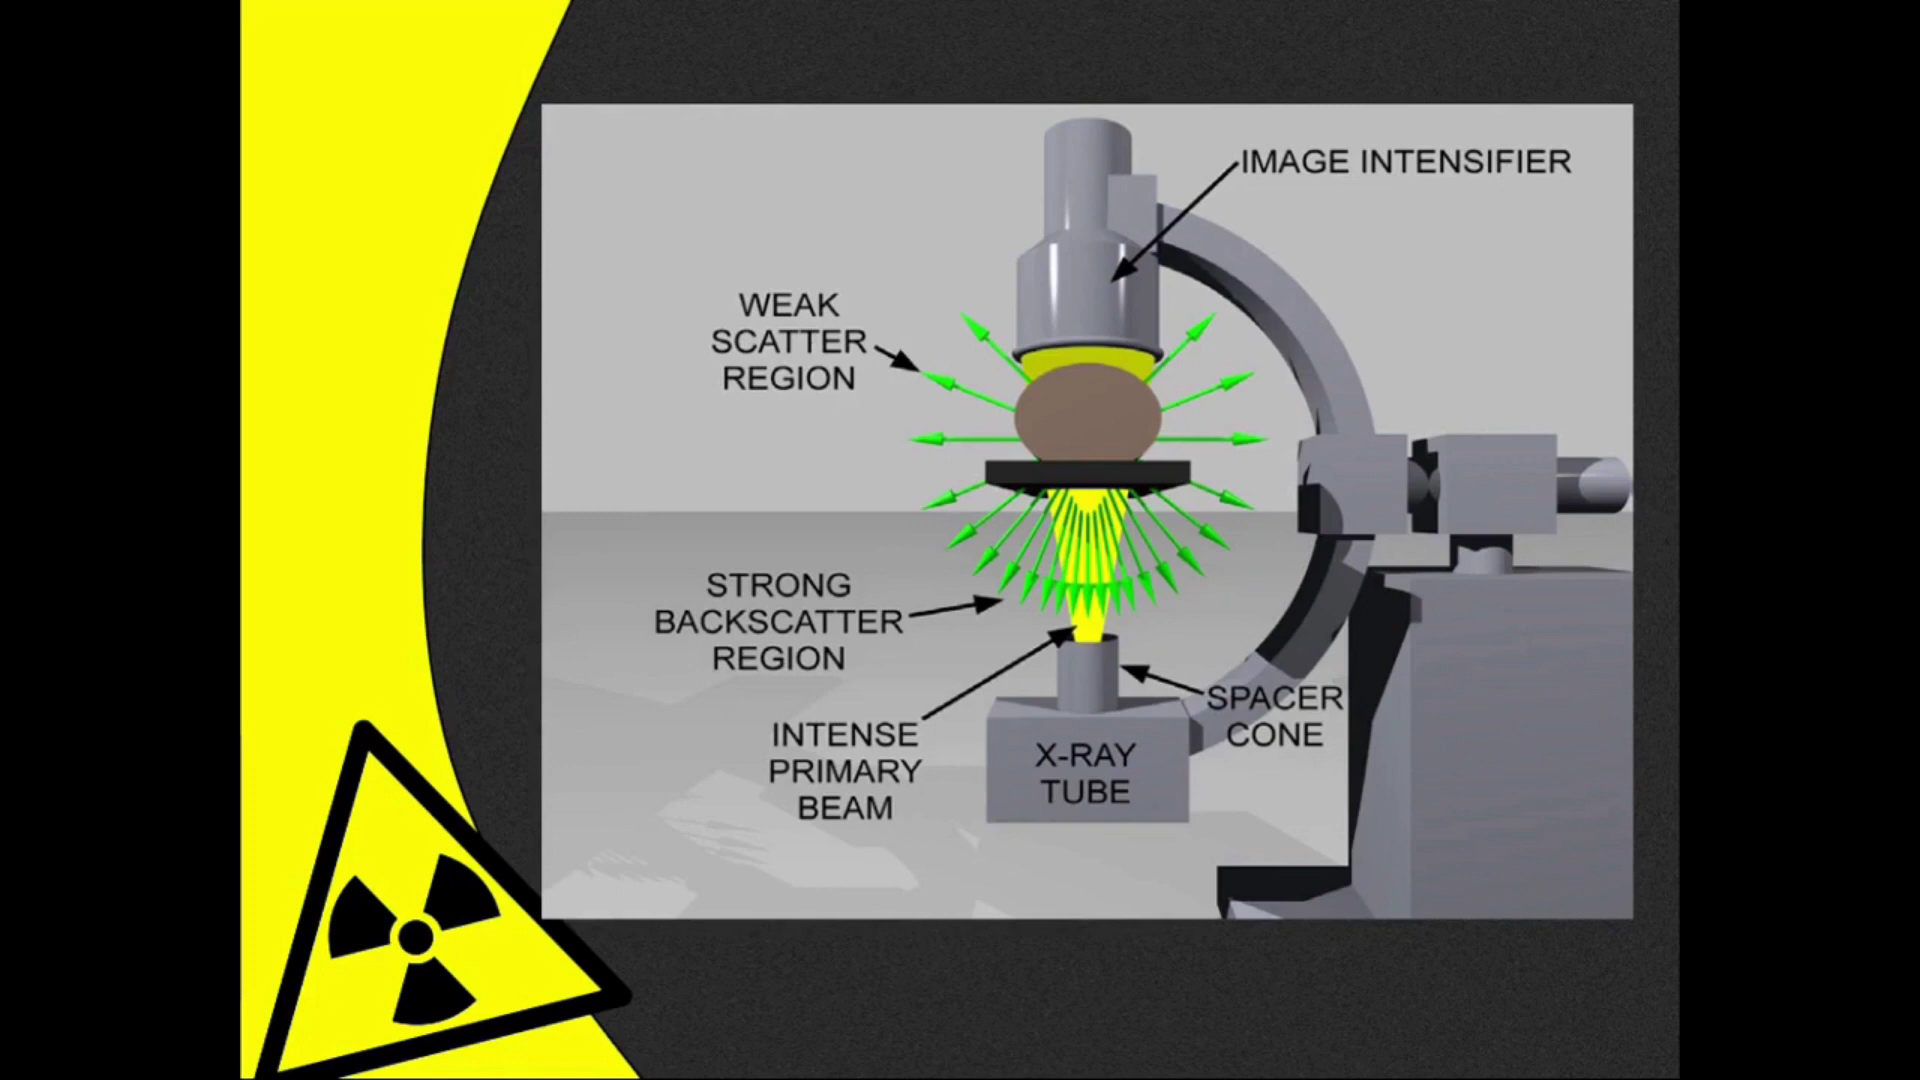 IMAGE INTENSIFIER
WEAK
SCATTER
REGION
STRONG
BACKSCATTER
REGION
INTENSE
PRIMARY
BEAM
SPACER
CONE
X-RAY
TUBE